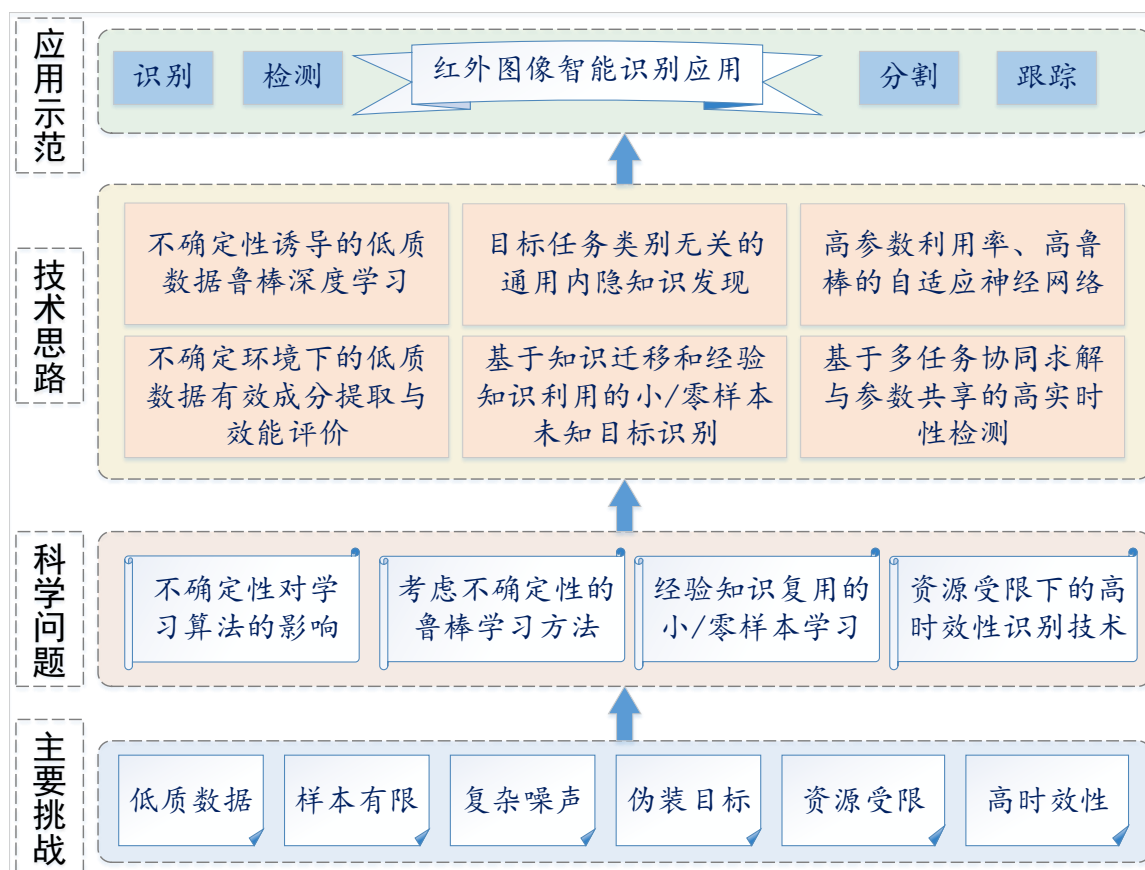 应用示范
识别
检测
红外图像智能识别应用
分割
跟踪
技术思路
不确定性诱导的低质
数据鲁棒深度学习
目标任务类别无关的
通用内隐知识发现
高参数利用率、高鲁
棒的自适应神经网络
不确定环境下的低质
数据有效成分提取与
效能评价
基于知识迁移和经验
知识利用的小/零样本
未知目标识别
基于多任务协同求解
与参数共享的高实时
性检测
科学问题
不确定性对学
习算法的影响
考虑不确定性的
鲁棒学习方法
经验知识复用的
小/零样本学习
资源受限下的高
时效性识别技术
主要挑战
低质数据
样本有限
复杂噪声
伪装目标
资源受限
高时效性